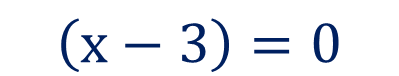 (x − 3) = 0